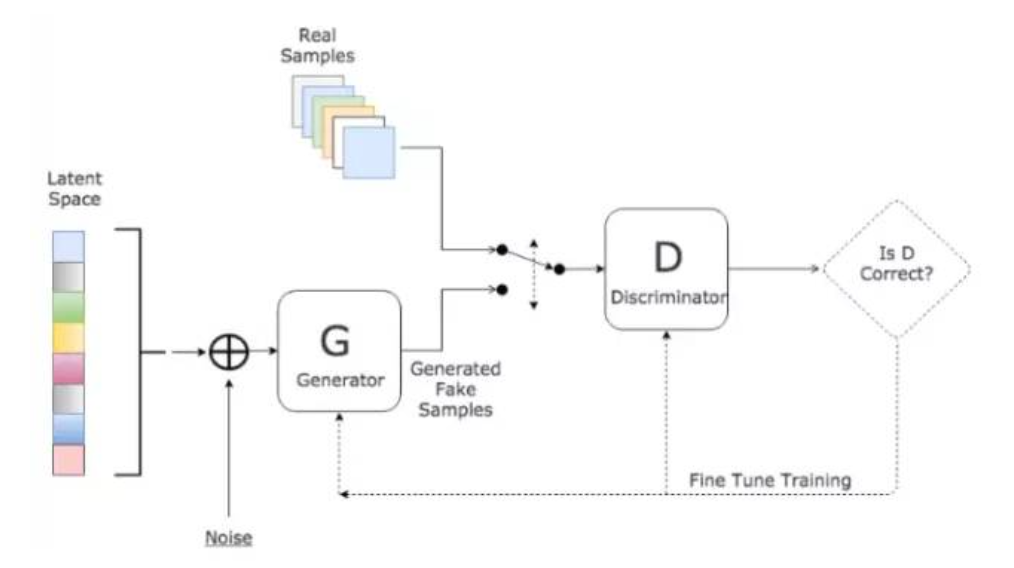 Real
Samples
Latent
Space
G
Generator
Generated
Fake
Samples
D
Discriminator
Is D
Correct?
Fine Tune Training
Noise